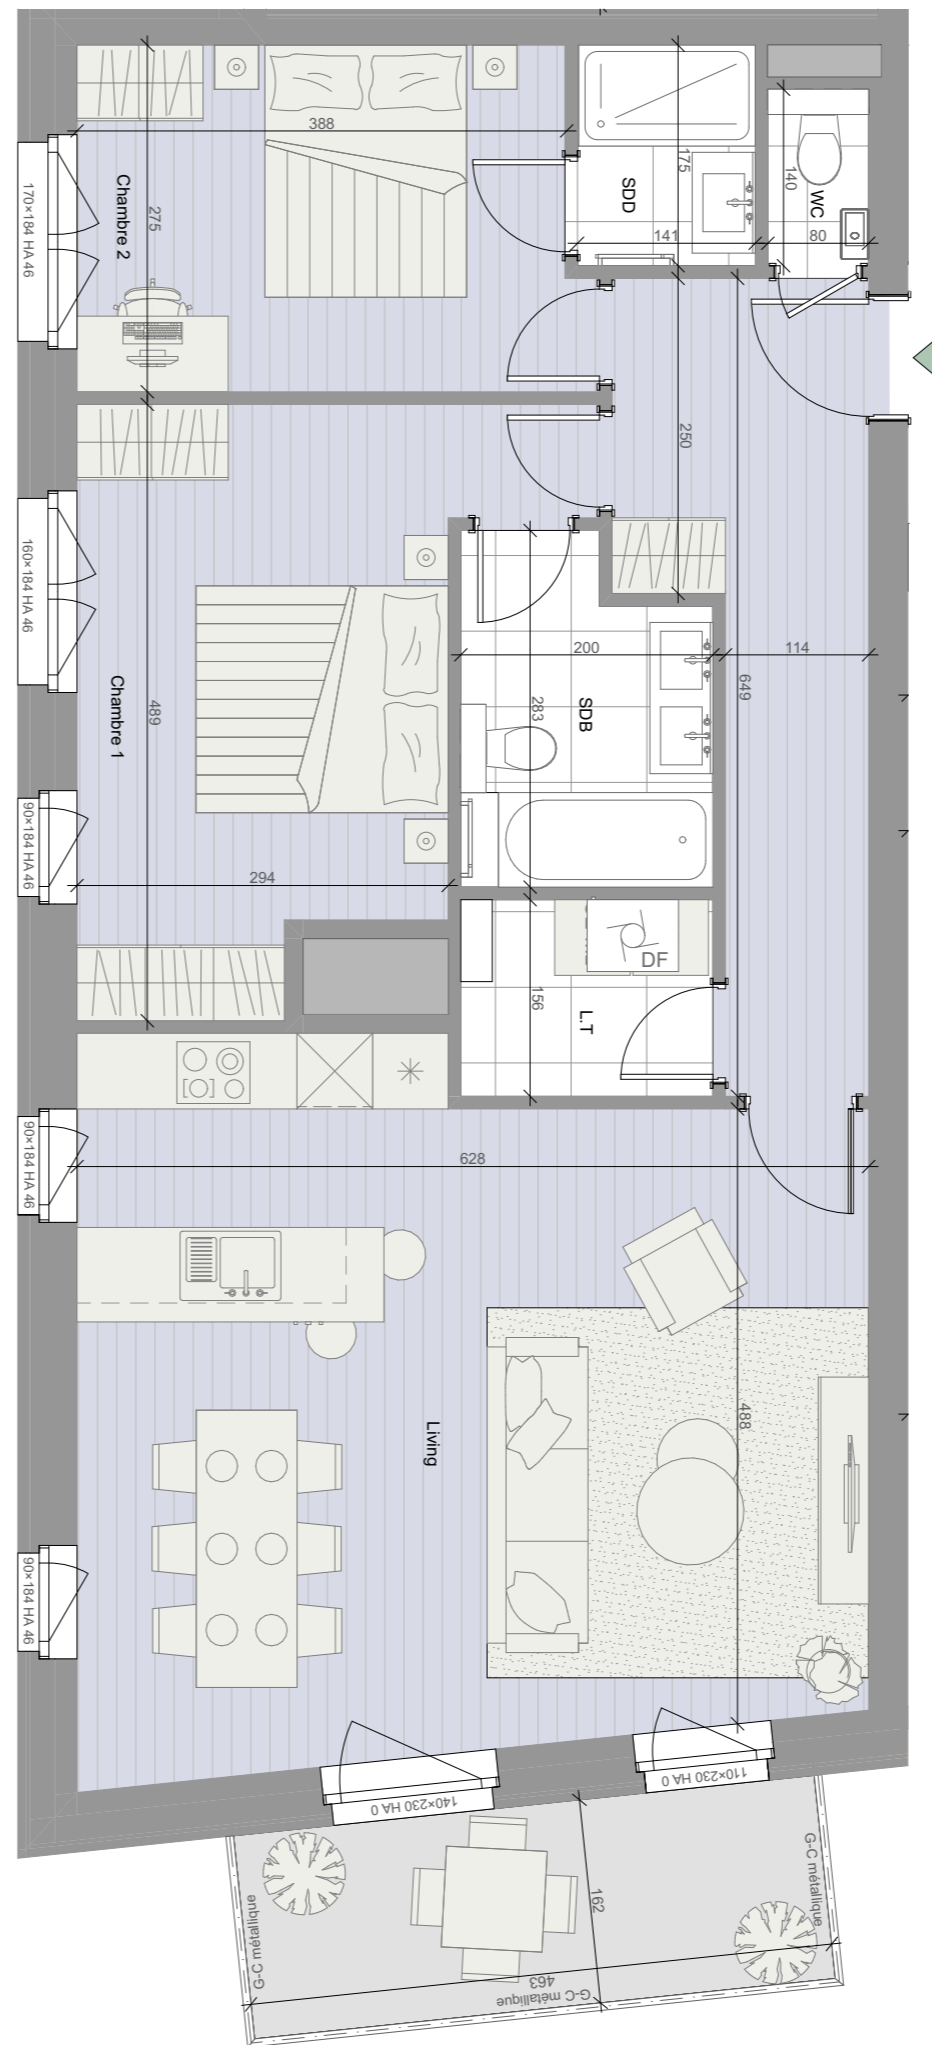 388
170×184 HA 46
Chambre 2
275
SDD
175
141
140
WC
80
250
160×184 HA 46
Chambre 1
489
200
283
SDB
649
114
90×184 HA 46
294
DF
156
L.T
90×184 HA 46
628
Living
488
90×184 HA 46
140×230 HA 0
110×230 HA 0
G-C métallique
162
G-C métallique
463
G-C métallique